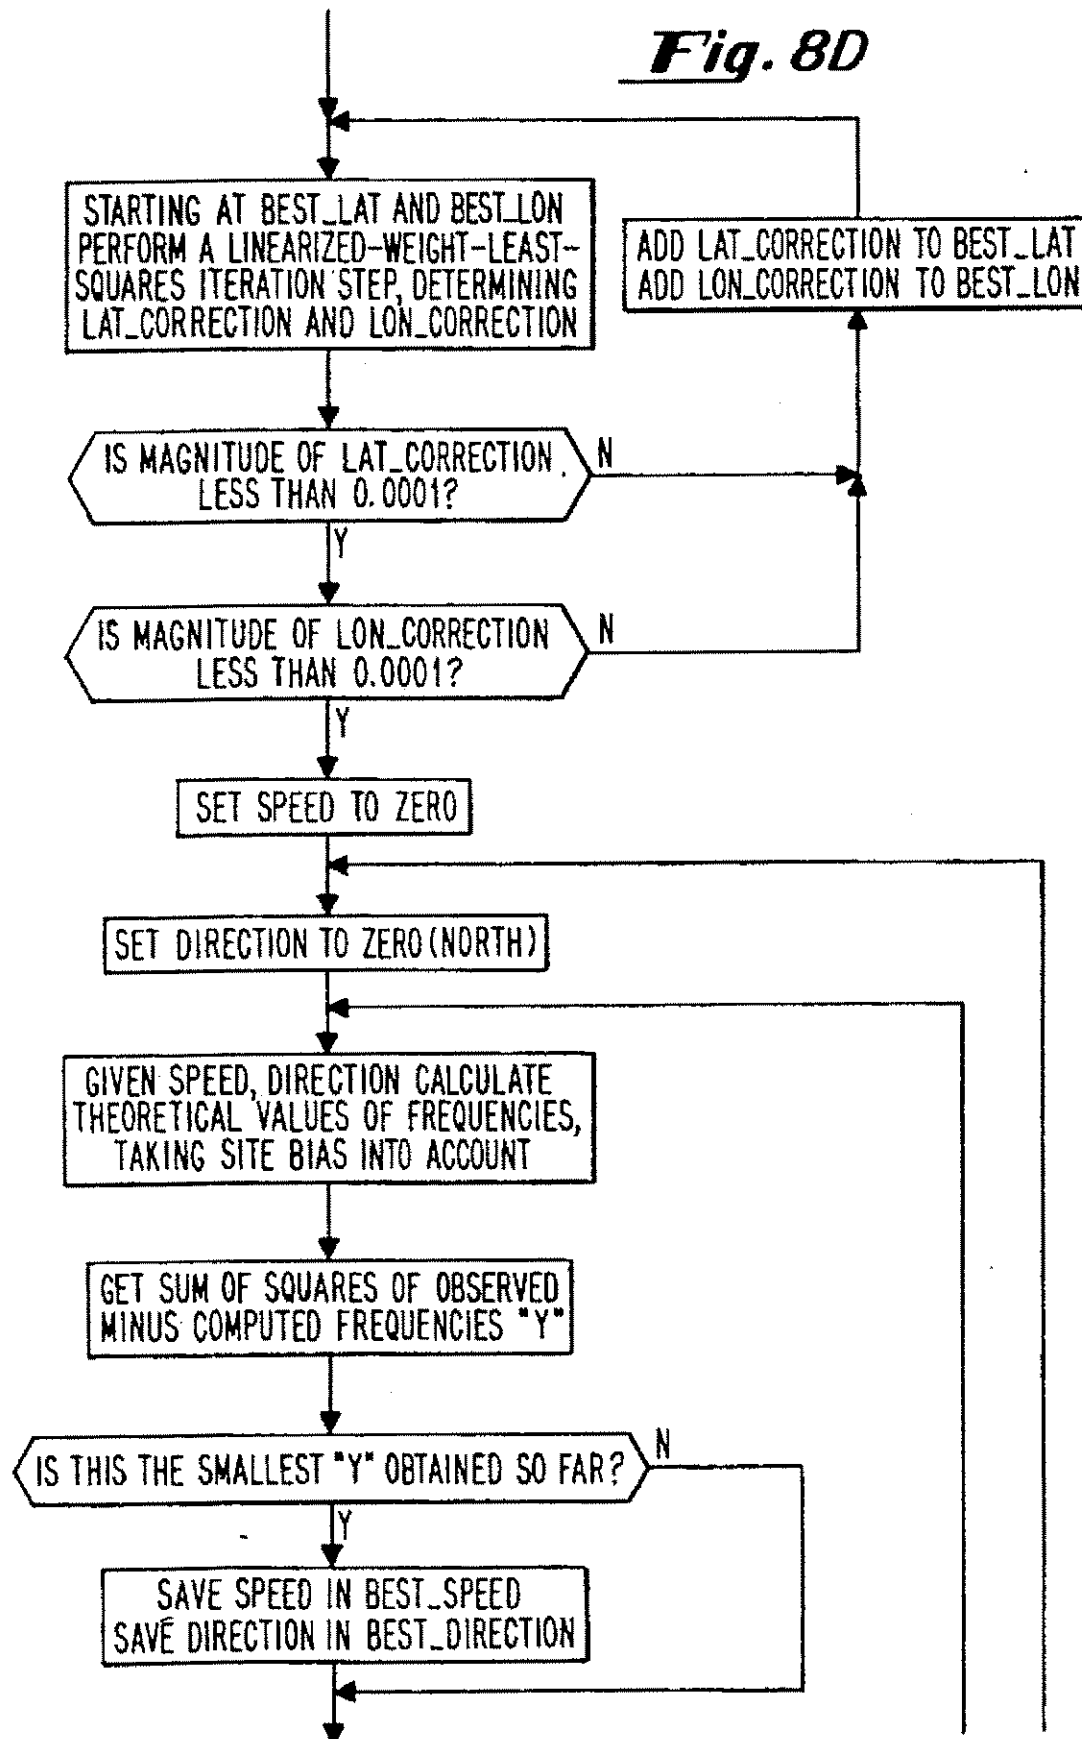 Fig. 8D
STARTING AT BEST_LAT AND BEST_LON
PERFORM A LINEARIZED-WEIGHT-LEAST-
SQUARES ITERATION STEP, DETERMINING
LAT_CORRECTION AND LON_CORRECTION
ADD LAT_CORRECTION TO BEST_LAT
ADD LON_CORRECTION TO BEST_LON
IS MAGNITUDE OF LAT_CORRECTION
LESS THAN 0.0001?
N
Y
IS MAGNITUDE OF LON_CORRECTION
LESS THAN 0.0001?
N
Y
SET SPEED TO ZERO
SET DIRECTION TO ZERO (NORTH)
GIVEN SPEED, DIRECTION CALCULATE
THEORETICAL VALUES OF FREQUENCIES,
TAKING SITE BIAS INTO ACCOUNT
GET SUM OF SQUARES OF OBSERVED
MINUS COMPUTED FREQUENCIES "Y"
IS THIS THE SMALLEST "Y" OBTAINED SO FAR?
N
Y
SAVE SPEED IN BEST_SPEED
SAVE DIRECTION IN BEST_DIRECTION